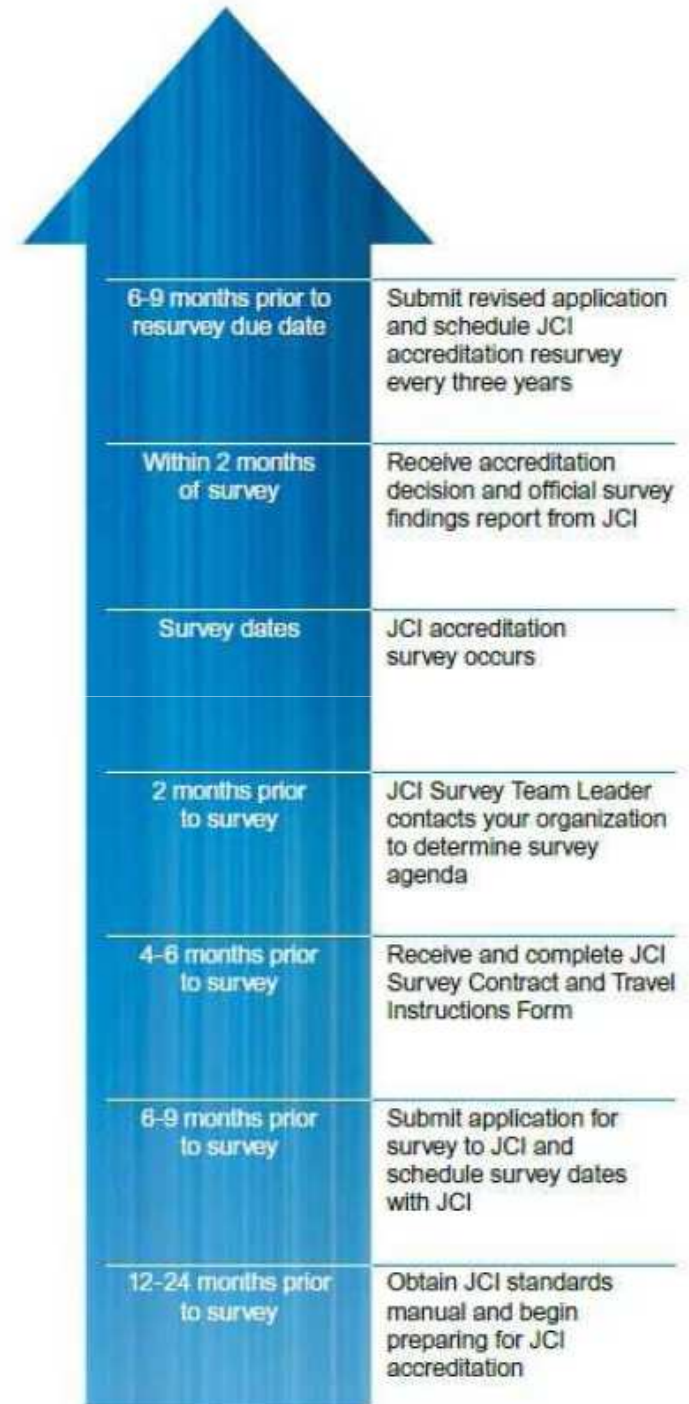 6-9 months prior to
resurvey due date
Submit revised application
and schedule JCI
accreditation resurvey
every three years
Within 2 months
of survey
Receive accreditation
decision and official survey
findings report from JCI
Survey dates
JCI accreditation
survey occurs
2 months prior
to survey
JCI Survey Team Leader
contacts your organization
to determine survey
agenda
4-6 months prior
to survey
Receive and complete JCI
Survey Contract and Travel
Instructions Form
6-9 months prior
to survey
Submit application for
survey to JCI and
schedule survey dates
with JCI
12-24 months prior
to survey
Obtain JCI standards
manual and begin
preparing for JCI
accreditation